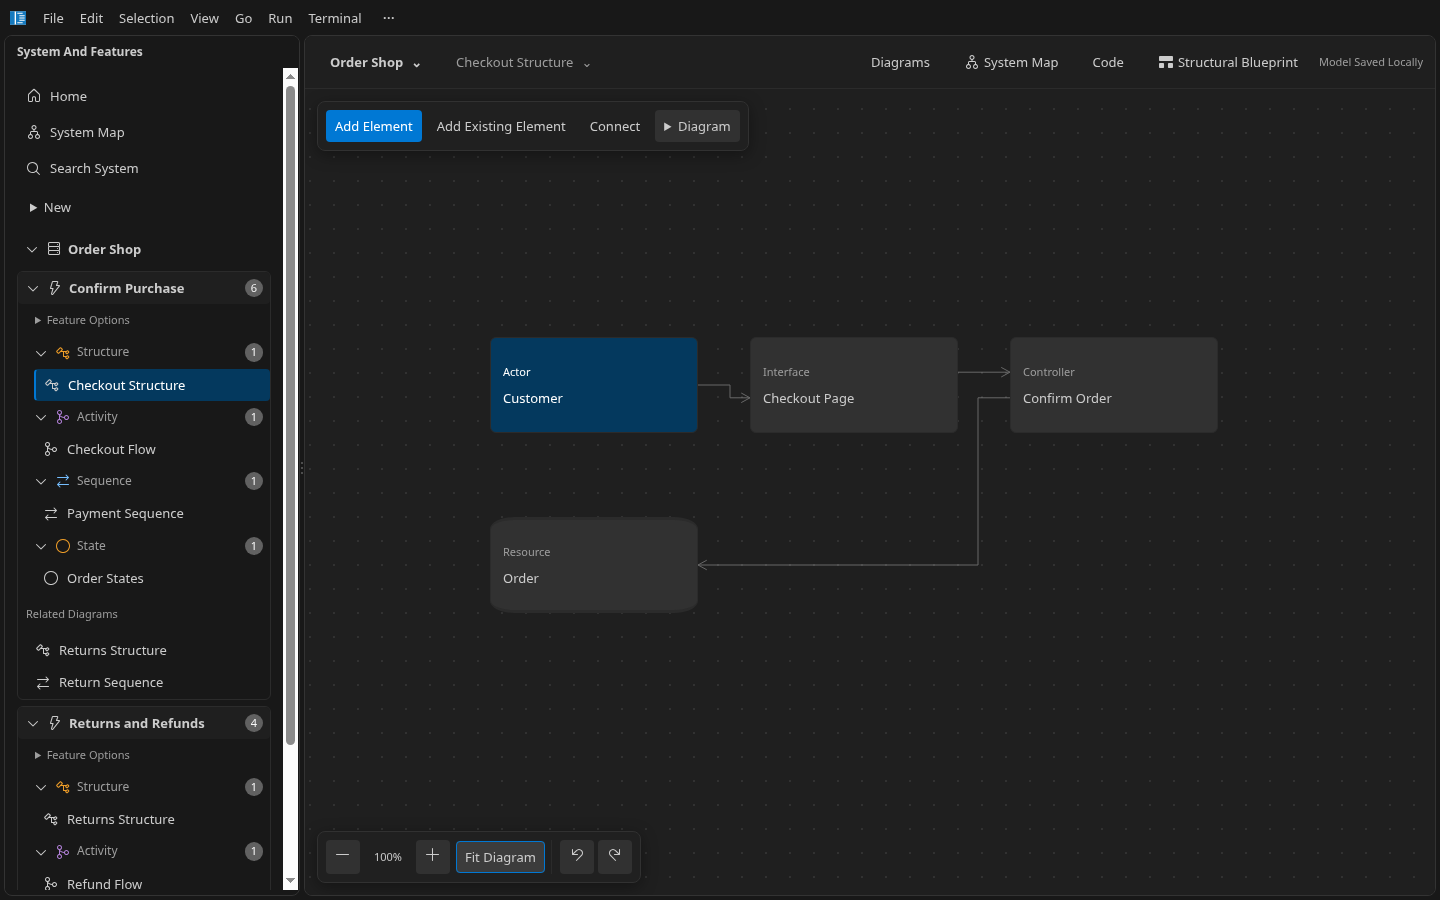 File Edit Selection View Go Run Terminal ···
System And Features
Home
System Map
Search System
New
Order Shop
Confirm Purchase 6
Feature Options
Structure 1
Checkout Structure
Activity 1
Checkout Flow
Sequence 1
Payment Sequence
State 1
Order States
Related Diagrams
Returns Structure
Return Sequence
Returns and Refunds 4
Feature Options
Structure 1
Returns Structure
Activity 1
Refund Flow
Order Shop Checkout Structure Diagrams System Map Code Structural Blueprint Model Saved Locally
Add Element Add Existing Element Connect Diagram
Actor
Customer
Interface
Checkout Page
Controller
Confirm Order
Resource
Order
100% Fit Diagram